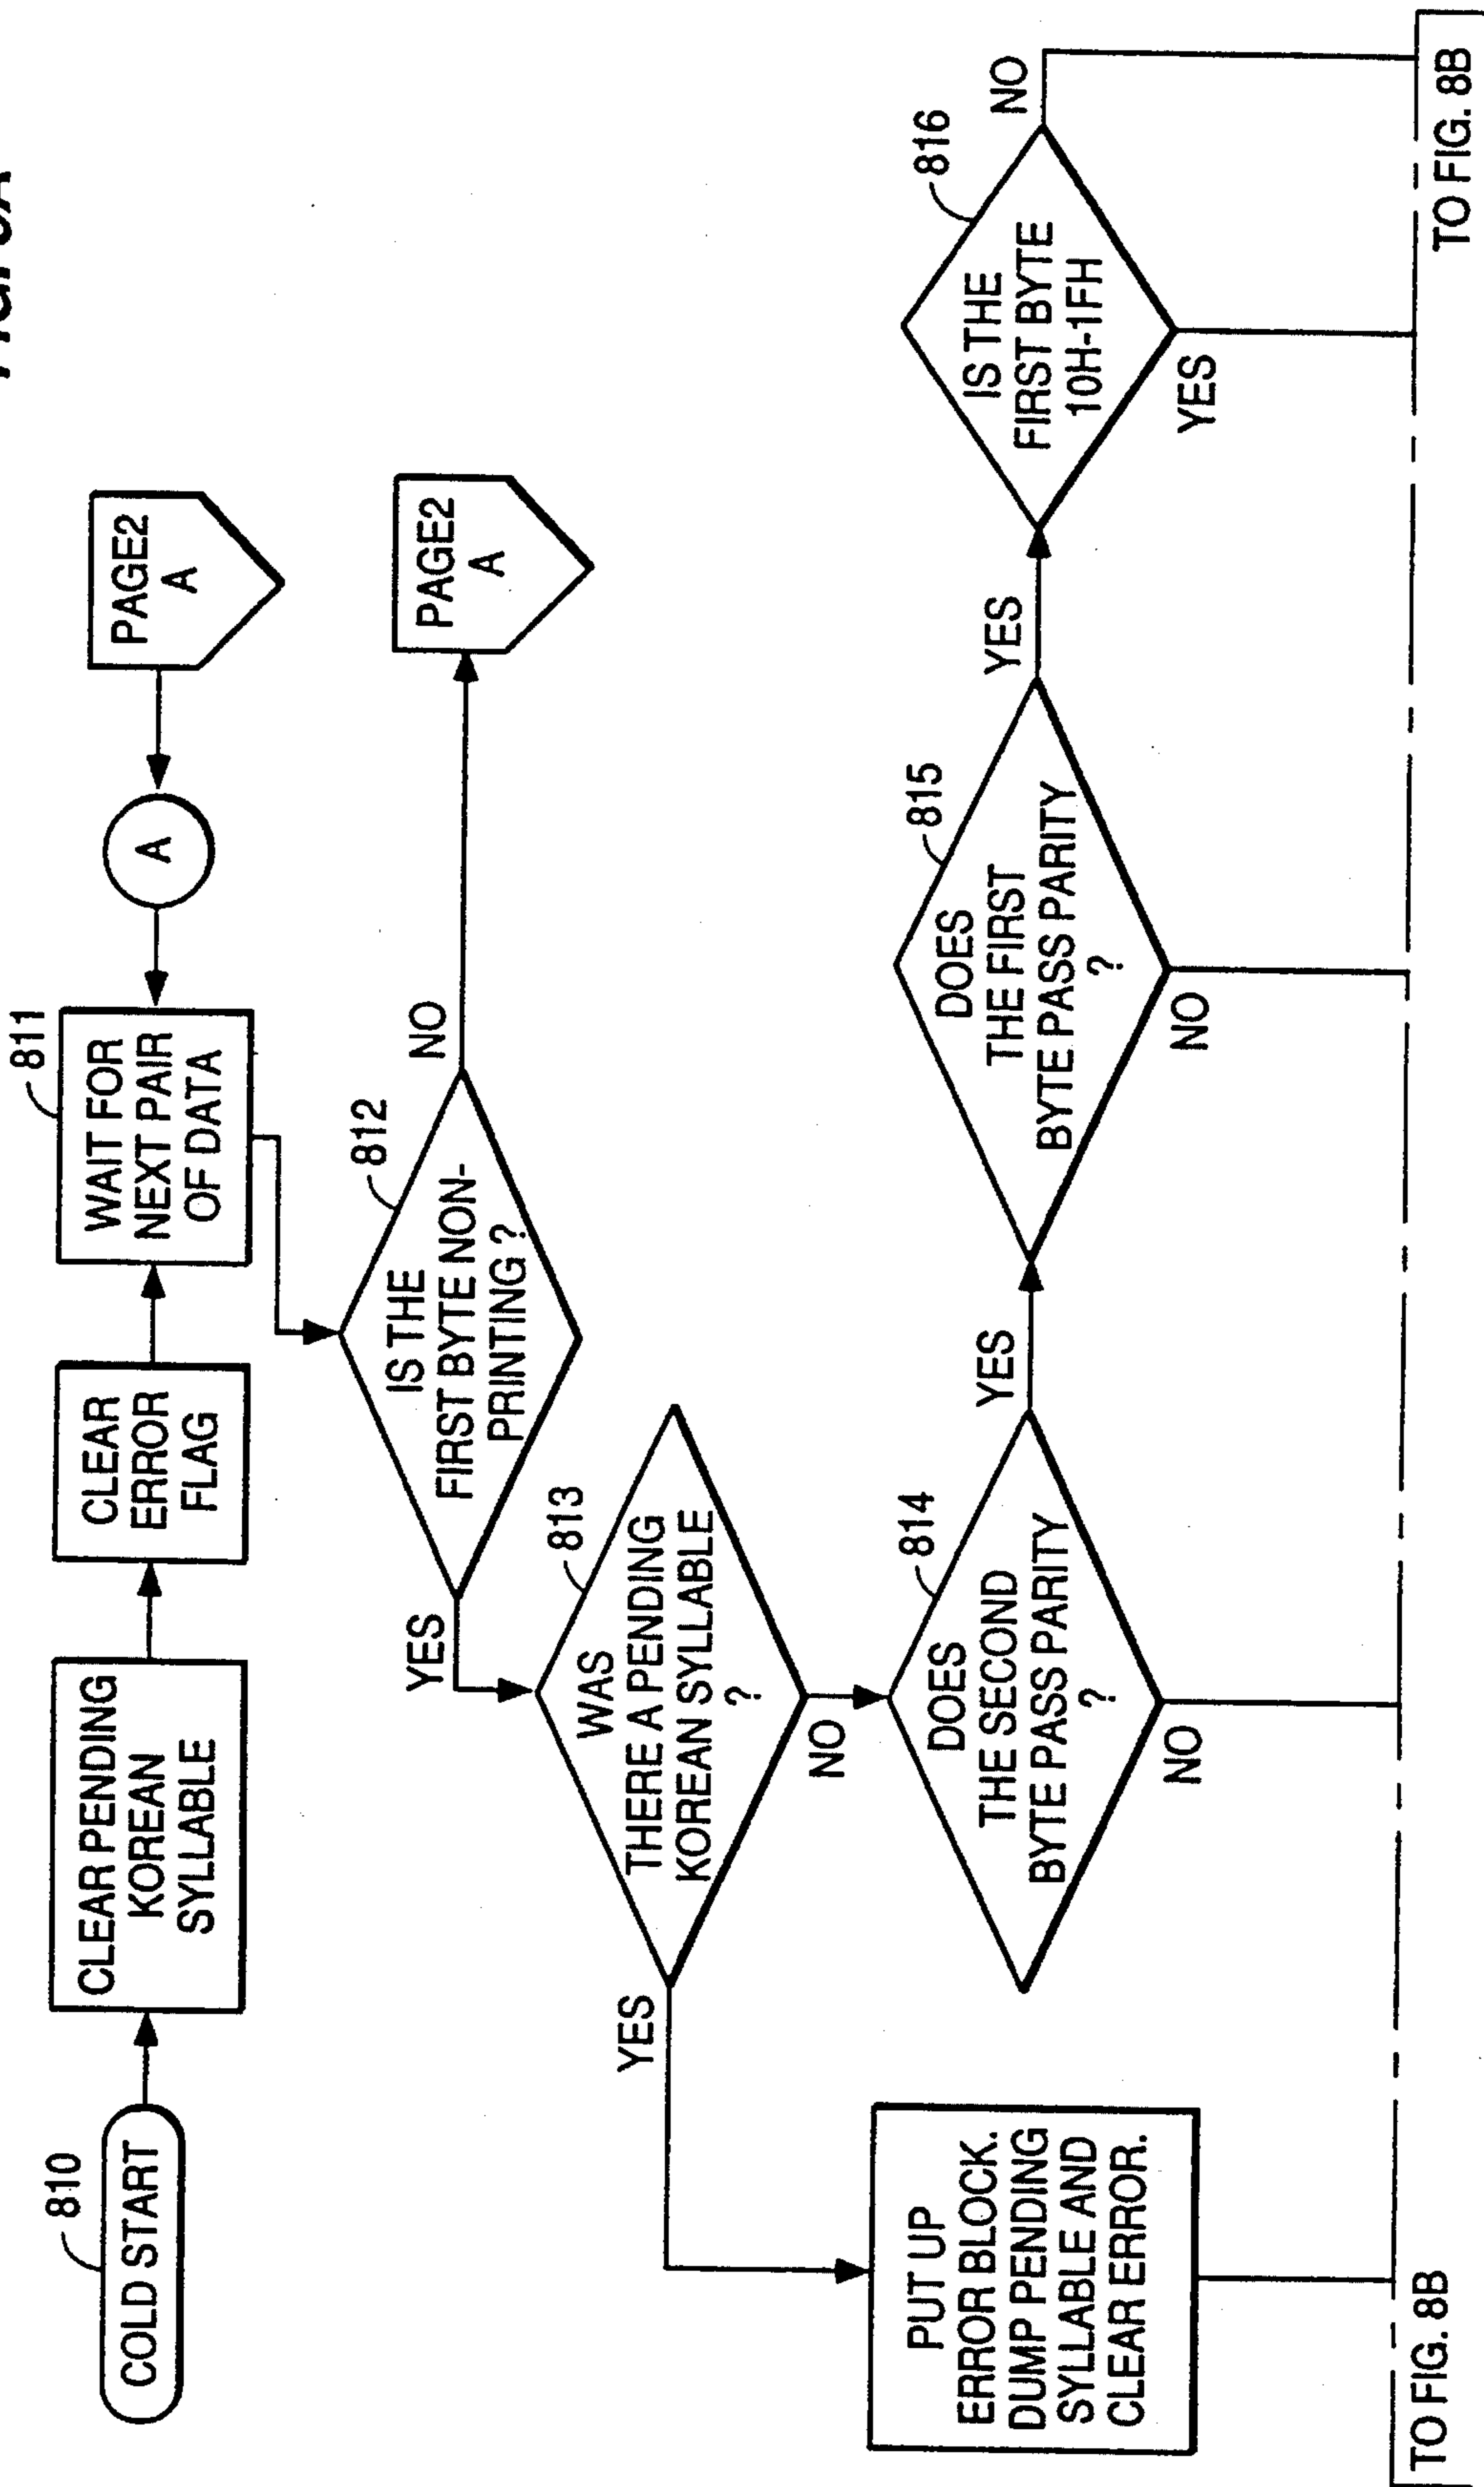 810
COLD START
CLEAR PENDING
KOREAN
SYLLABLE
CLEAR
ERROR
FLAG
811
WAIT FOR
NEXT PAIR
OF DATA
A
PAGE2
A
812
IS THE
FIRST BYTE NON-
PRINTING ?
NO
PAGE2
A
YES
813
WAS
THERE A PENDING
KOREAN SYLLABLE
?
YES
NO
PUT UP
ERROR BLOCK.
DUMP PENDING
SYLLABLE AND
CLEAR ERROR.
814
DOES
THE SECOND
BYTE PASS PARITY
?
YES
NO
815
DOES
THE FIRST
BYTE PASS PARITY
?
YES
NO
816
IS THE
FIRST BYTE
10H-1FH
NO
YES
TO FIG. 8B
TO FIG. 8B